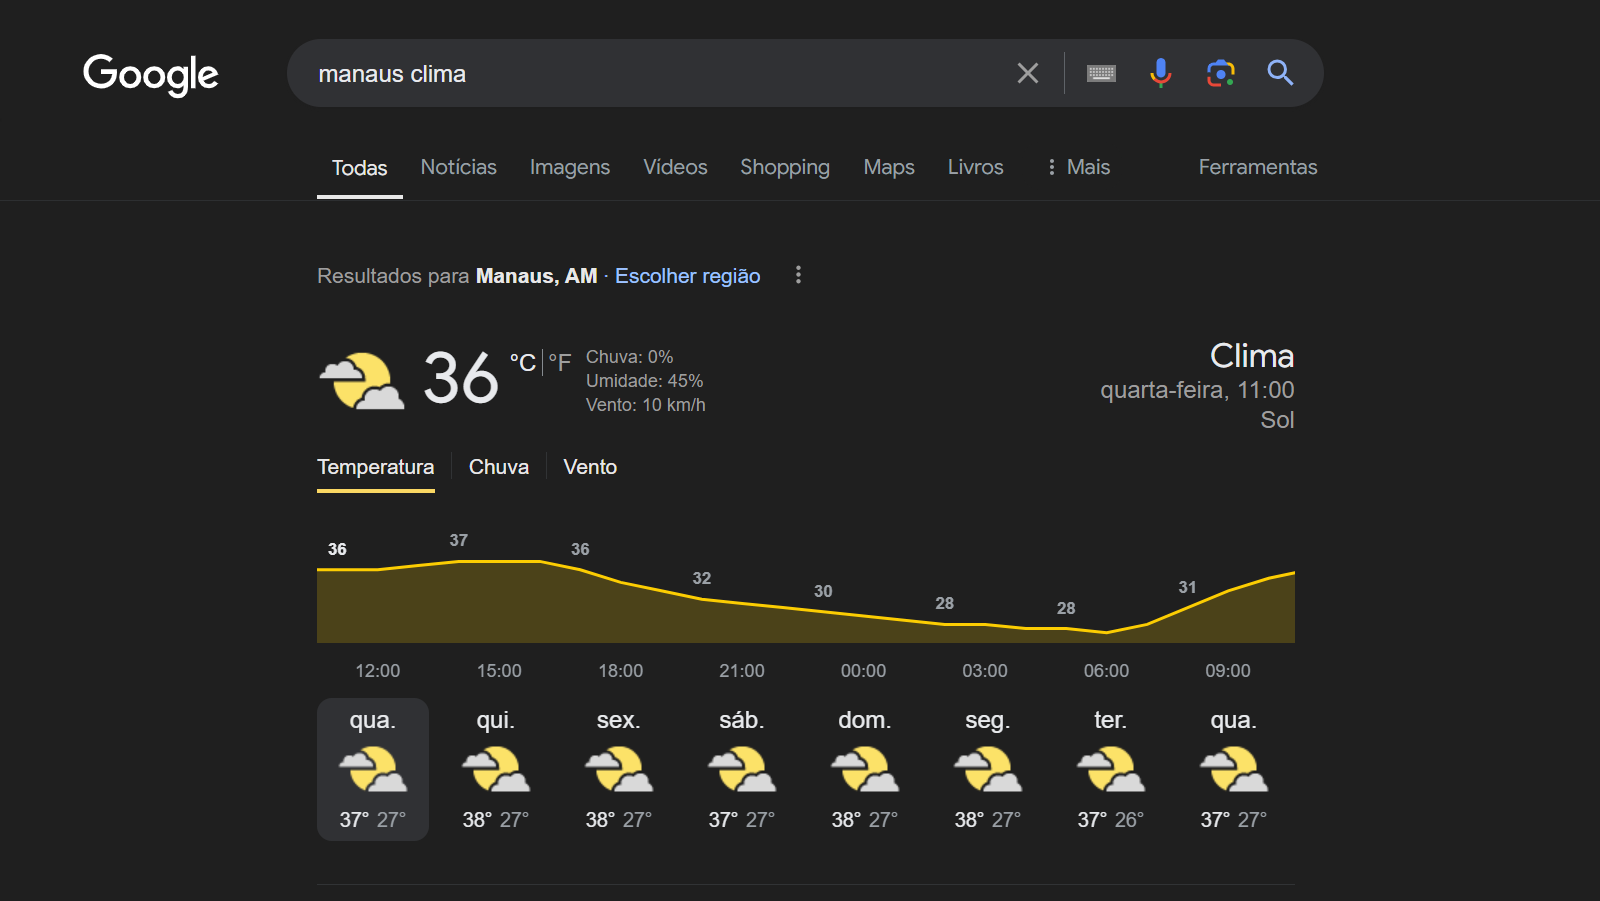 Google
manaus clima
Todas Notícias Imagens Vídeos Shopping Maps Livros Mais Ferramentas
Resultados para Manaus, AM · Escolher região
36 °C °F
Chuva: 0%
Umidade: 45%
Vento: 10 km/h
Clima
quarta-feira, 11:00
Sol
Temperatura Chuva Vento
36 37 36 32 30 28 28 31
12:00 15:00 18:00 21:00 00:00 03:00 06:00 09:00
qua. qui. sex. sáb. dom. seg. ter. qua.
37° 27° 38° 27° 38° 27° 37° 27° 38° 27° 38° 27° 37° 26° 37° 27°